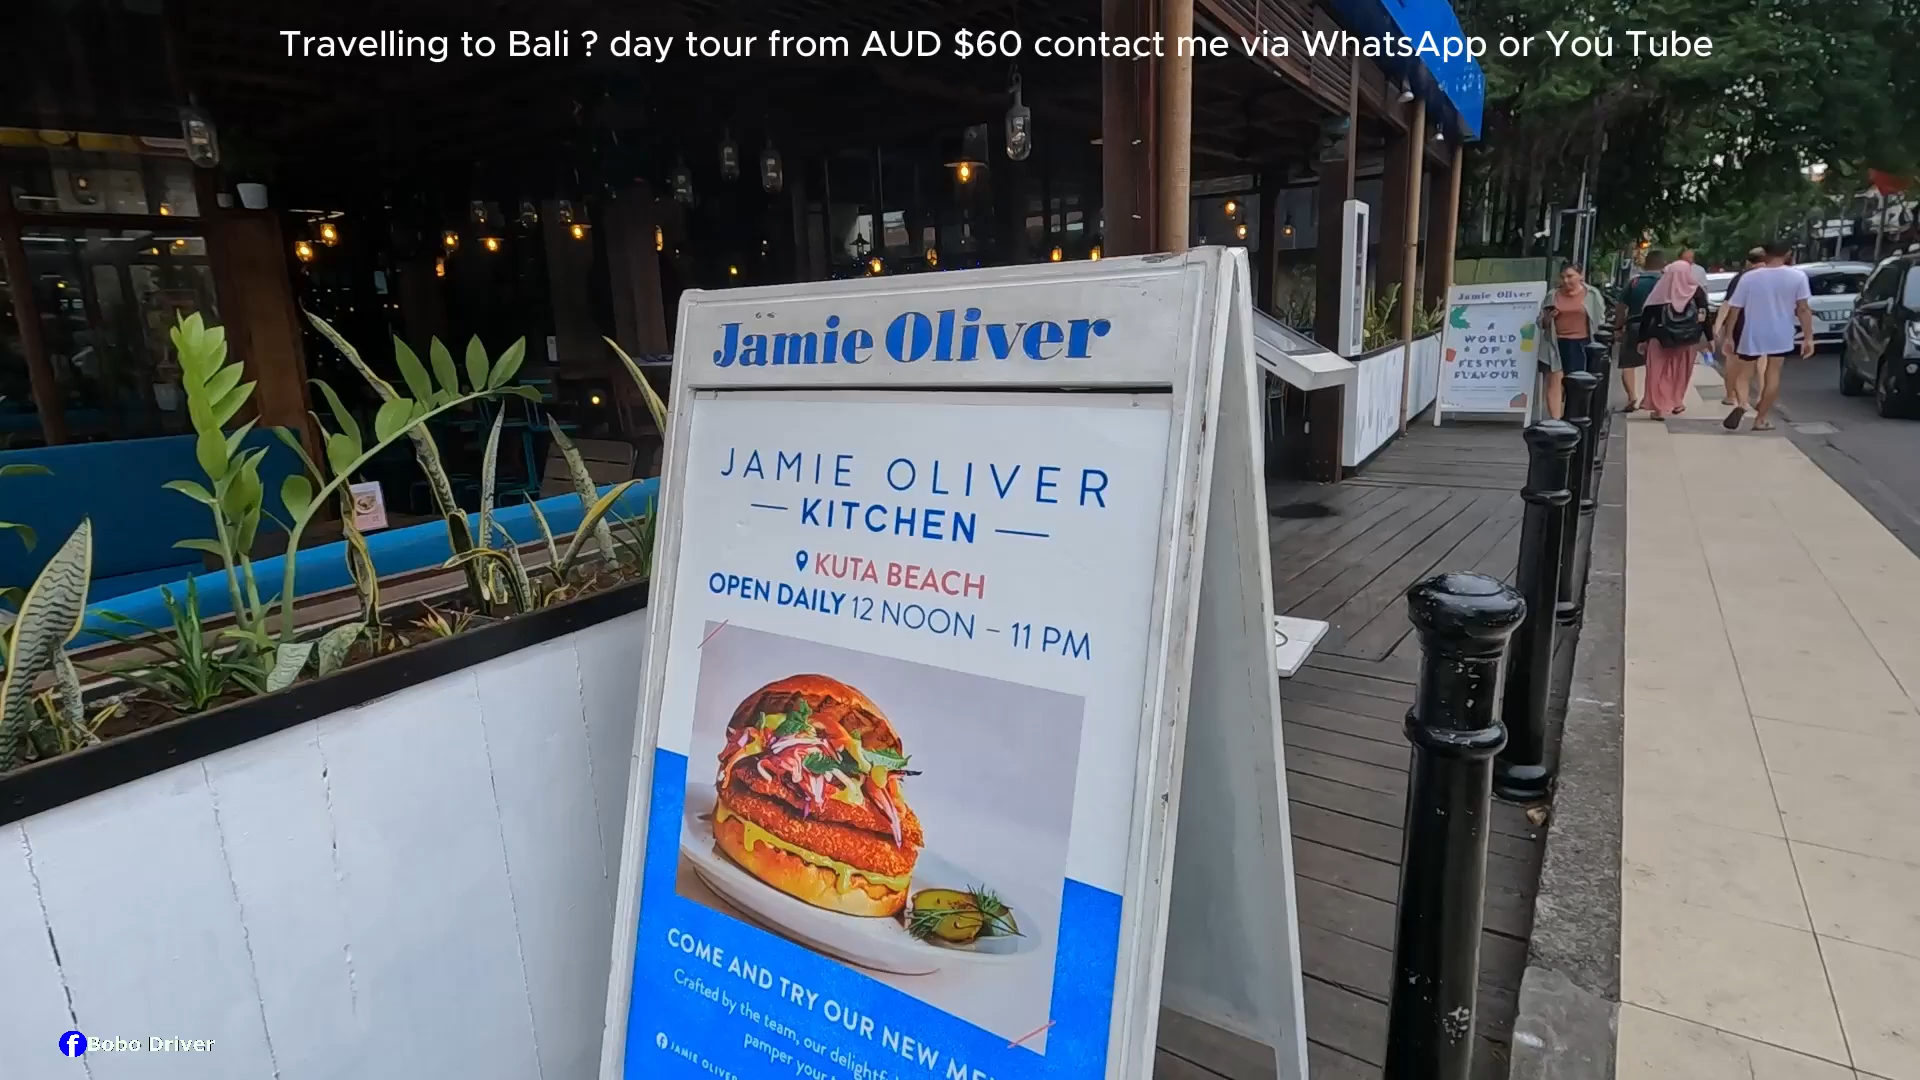 Travelling to Bali ? day tour from AUD $60 contact me via WhatsApp or You Tube
Jamie Oliver
JAMIE OLIVER
— KITCHEN —
KUTA BEACH
OPEN DAILY 12 NOON – 11 PM
COME AND TRY OUR NEW
Crafted by the team, our
pamper your
JAMIE OLIVER
Jamie Oliver
A
WORLD
OF
FESTIVE
FLAVOUR
Bobo Driver